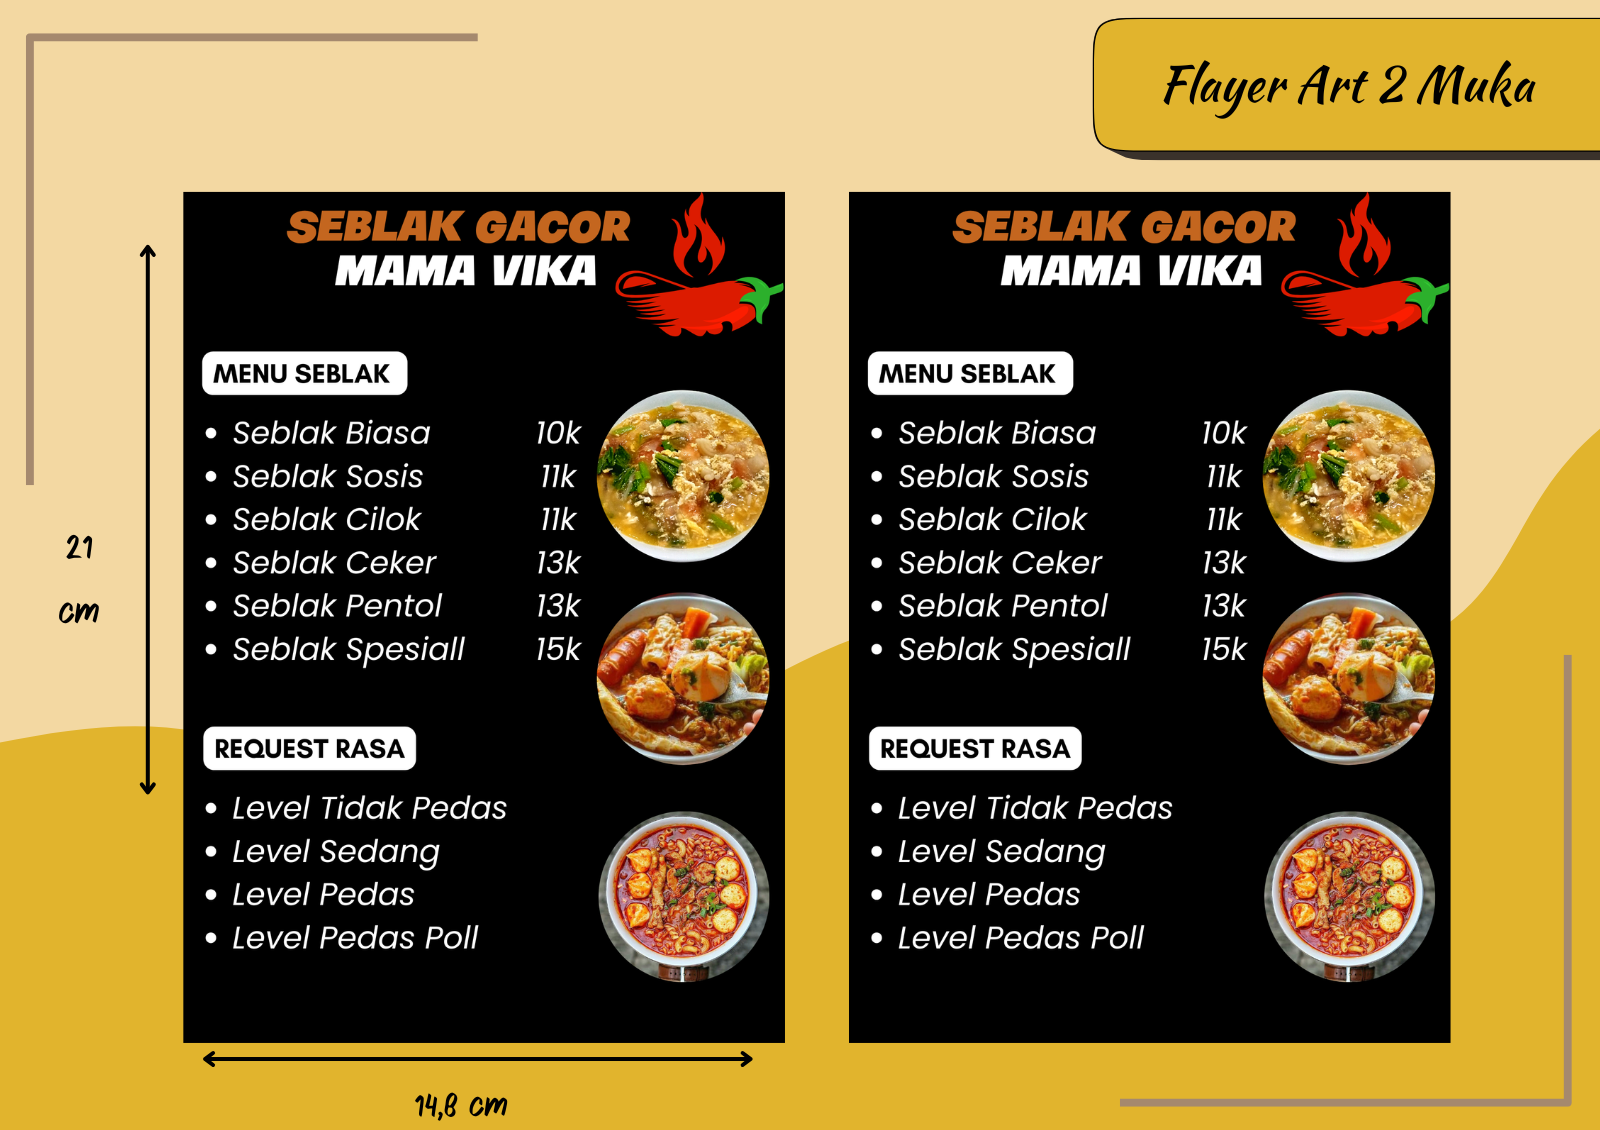 Flayer Art 2 Muka
SEBLAK GACOR
MAMA VIKA
MENU SEBLAK
• Seblak Biasa 10k
• Seblak Sosis 11k
• Seblak Cilok 11k
• Seblak Ceker 13k
• Seblak Pentol 13k
• Seblak Spesiall 15k
REQUEST RASA
• Level Tidak Pedas
• Level Sedang
• Level Pedas
• Level Pedas Poll
SEBLAK GACOR
MAMA VIKA
MENU SEBLAK
• Seblak Biasa 10k
• Seblak Sosis 11k
• Seblak Cilok 11k
• Seblak Ceker 13k
• Seblak Pentol 13k
• Seblak Spesiall 15k
REQUEST RASA
• Level Tidak Pedas
• Level Sedang
• Level Pedas
• Level Pedas Poll
21
cm
14,8 cm